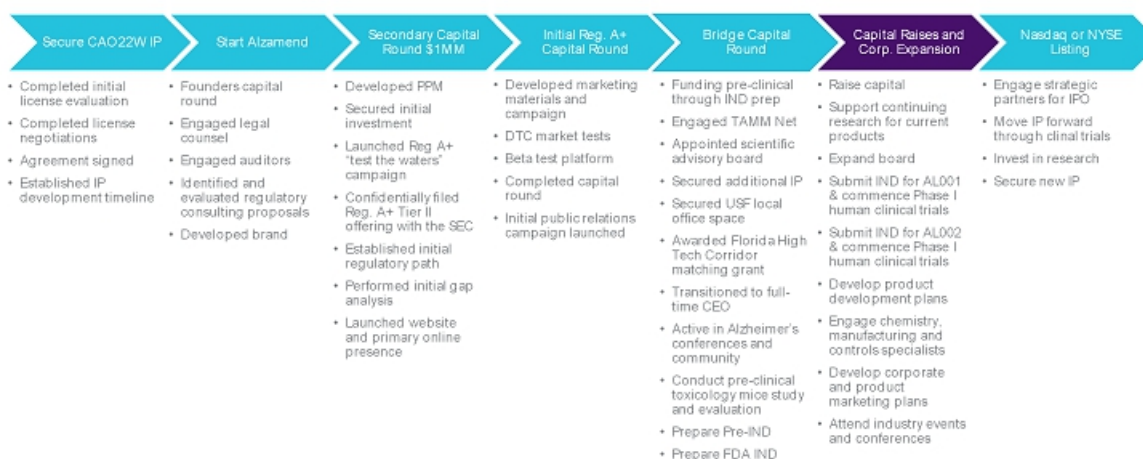 Secure CAO22W IP
• Completed initial
license evaluation
• Completed license
negotiations
• Agreement signed
• Established IP
development timeline
Start Alzamend
• Founders capital
round
• Engaged legal
counsel
• Engaged auditors
• Identified and
evaluated regulatory
consulting proposals
• Developed brand
Secondary Capital
Round $1MM
• Developed PPM
• Secured initial
investment
• Launched Reg A+
"test the waters"
campaign
• Confidentially filed
Reg. A+ Tier II
offering with the SEC
• Established initial
regulatory path
• Performed initial gap
analysis
• Launched website
and primary online
presence
Initial Reg. A+
Capital Round
• Developed marketing
materials and
campaign
• DTC market tests
• Beta test platform
• Completed capital
round
• Initial public relations
campaign launched
Bridge Capital
Round
• Funding pre-clinical
through IND prep
• Engaged TAMM Net
• Appointed scientific
advisory board
• Secured additional IP
• Secured USF local
office space
• Awarded Florida High
Tech Corridor
matching grant
• Transitioned to full-
time CEO
• Active in Alzheimer's
conferences and
community
• Conduct pre-clinical
toxicology mice study
and evaluation
• Prepare Pre-IND
• Prepare FDA IND
Capital Raises and
Corp. Expansion
• Raise capital
• Support continuing
research for current
products
• Expand board
• Submit IND for AL001
& commence Phase I
human clinical trials
• Submit IND for AL002
& commence Phase I
human clinical trials
• Develop product
development plans
• Engage chemistry,
manufacturing and
controls specialists
• Develop corporate
and product
marketing plans
• Attend industry events
and conferences
Nasdaq or NYSE
Listing
• Engage strategic
partners for IPO
• Move IP forward
through clinal trials
• Invest in research
• Secure new IP